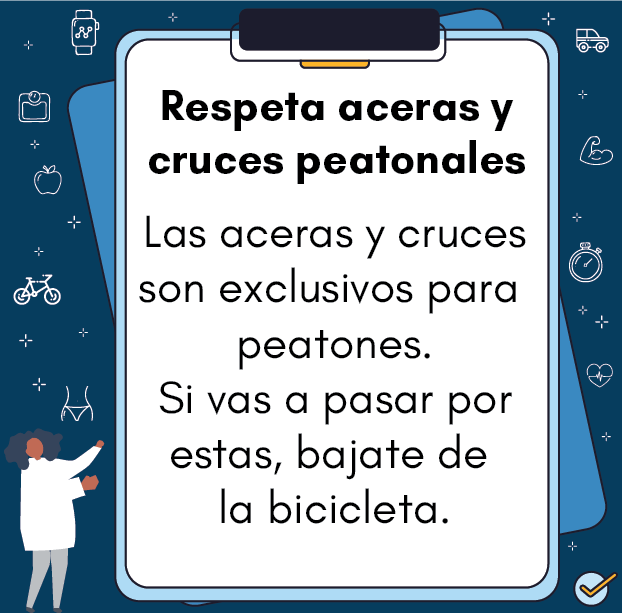 Respeta aceras y
cruces peatonales
Las aceras y cruces
son exclusivos para
peatones.
Si vas a pasar por
estas, bajate de
la bicicleta.